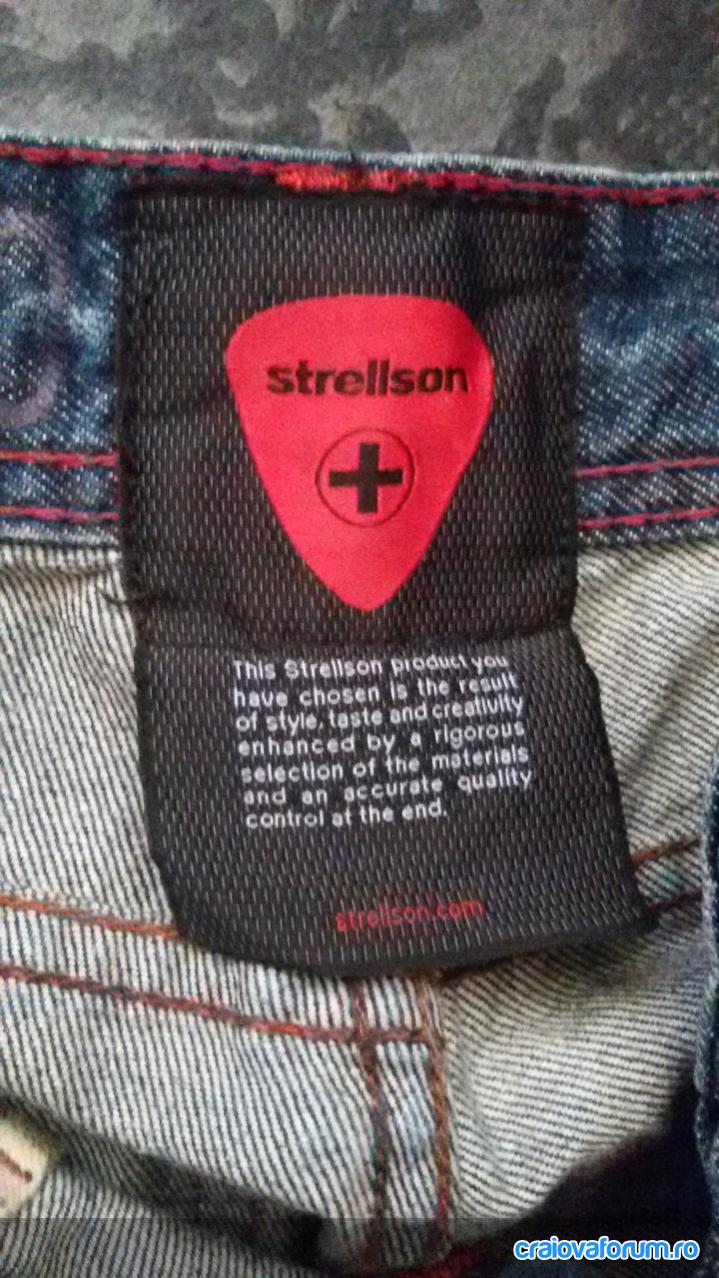 strellson
This Strellson product you
have chosen is the result
of style, taste and creativity
enhanced by a rigorous
selection of the materials
and an accurate quality
control at the end.
strellson.com
craiovaforum.ro